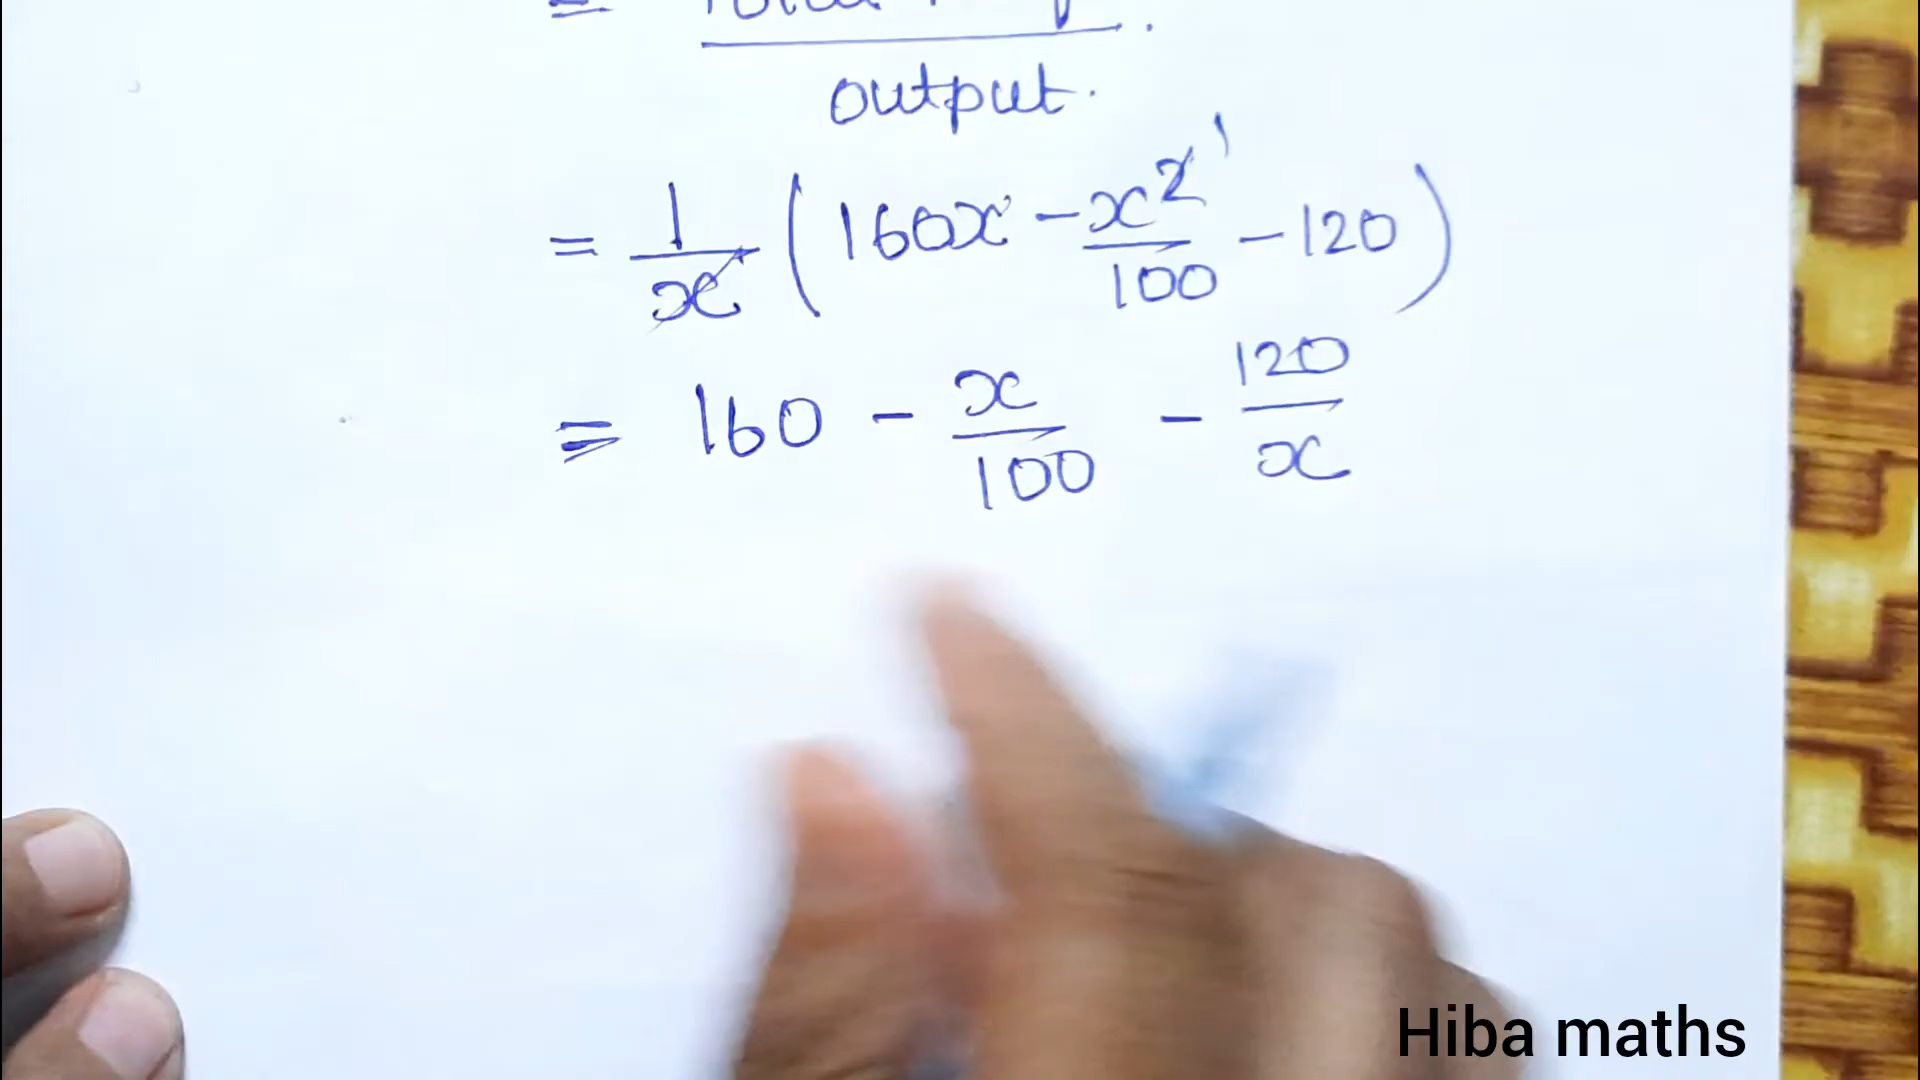 =
output.
= 1/x (160x - x²/100 - 120)
= 160 - x/100 - 120/x
Hiba maths